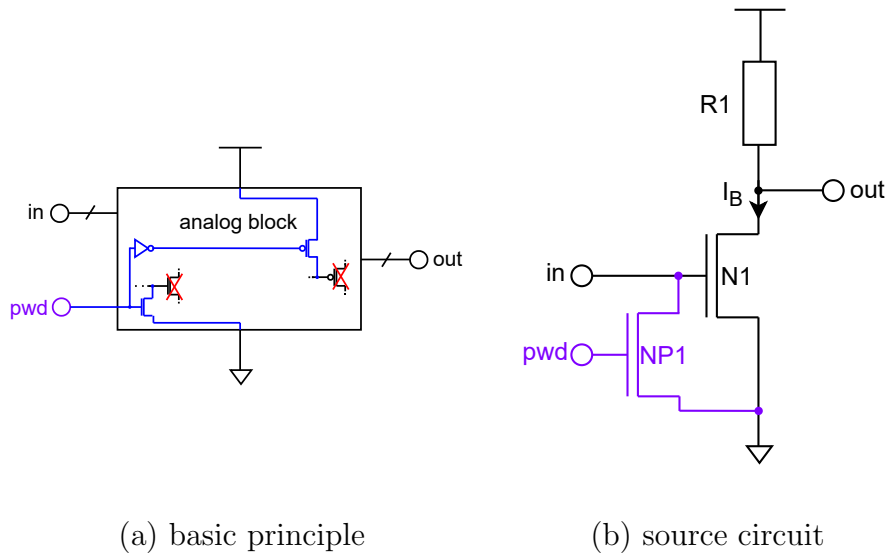 in
analog block
out
pwd
(a) basic principle
R1
I_B
out
in
N1
pwd
NP1
(b) source circuit